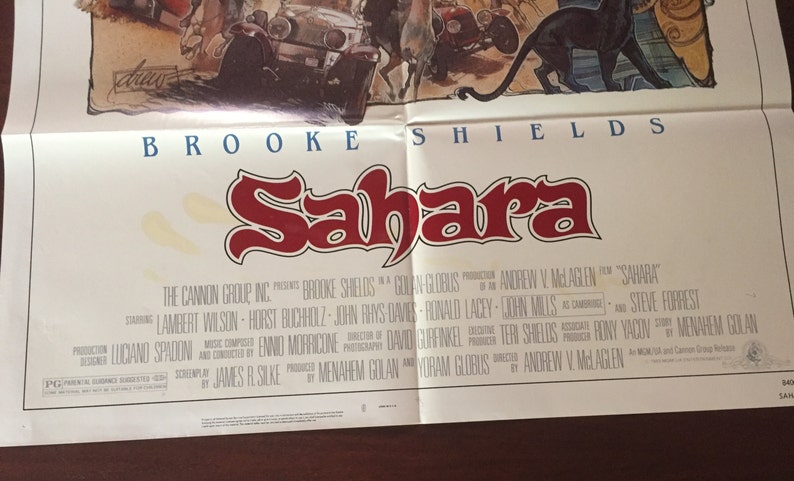 drew
BROOKE SHIELDS
Sahara
THE CANNON GROUP, INC. PRESENTS BROOKE SHIELDS IN A GOLAN-GLOBUS PRODUCTION OF AN ANDREW V. McLAGLEN FILM "SAHARA"
STARRING LAMBERT WILSON · HORST BUCHHOLZ · JOHN RHYS-DAVIES · RONALD LACEY · JOHN MILLS AS CAMBRIDGE · AND STEVE FORREST
PRODUCTION DESIGNER LUCIANO SPADONI MUSIC COMPOSED AND CONDUCTED BY ENNIO MORRICONE DIRECTOR OF PHOTOGRAPHY DAVID GURFINKEL EXECUTIVE PRODUCER TERI SHIELDS ASSOCIATE PRODUCER RONY YACOV STORY BY MENAHEM GOLAN
SCREENPLAY BY JAMES R. SILKE PRODUCED BY MENAHEM GOLAN AND YORAM GLOBUS DIRECTED BY ANDREW V. McLAGLEN
An MGM/UA and Cannon Group Release
PG PARENTAL GUIDANCE SUGGESTED
SOME MATERIAL MAY NOT BE SUITABLE FOR CHILDREN
840
SAHA